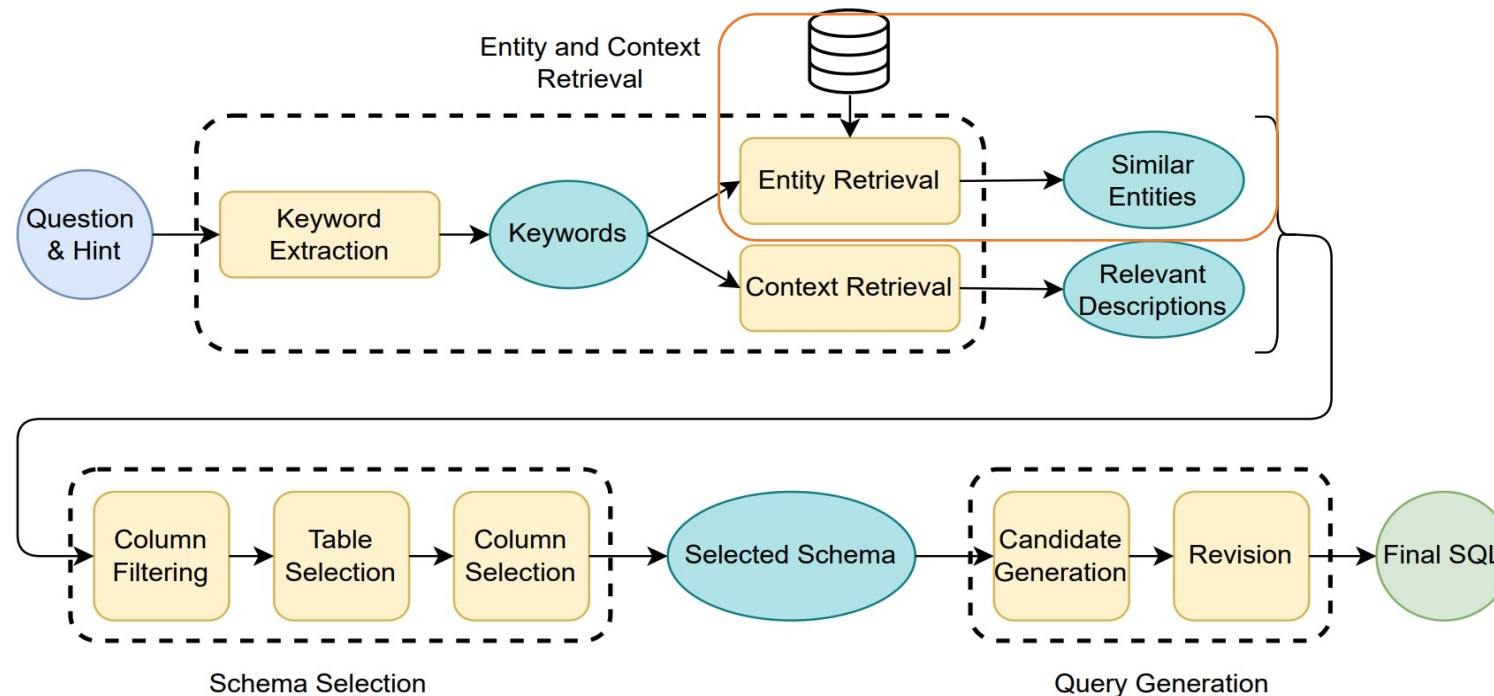 Entity and Context
Retrieval
Question
& Hint
Keyword
Extraction
Keywords
Entity Retrieval
Similar
Entities
Context Retrieval
Relevant
Descriptions
Column
Filtering
Table
Selection
Column
Selection
Selected Schema
Candidate
Generation
Revision
Final SQL
Schema Selection
Query Generation